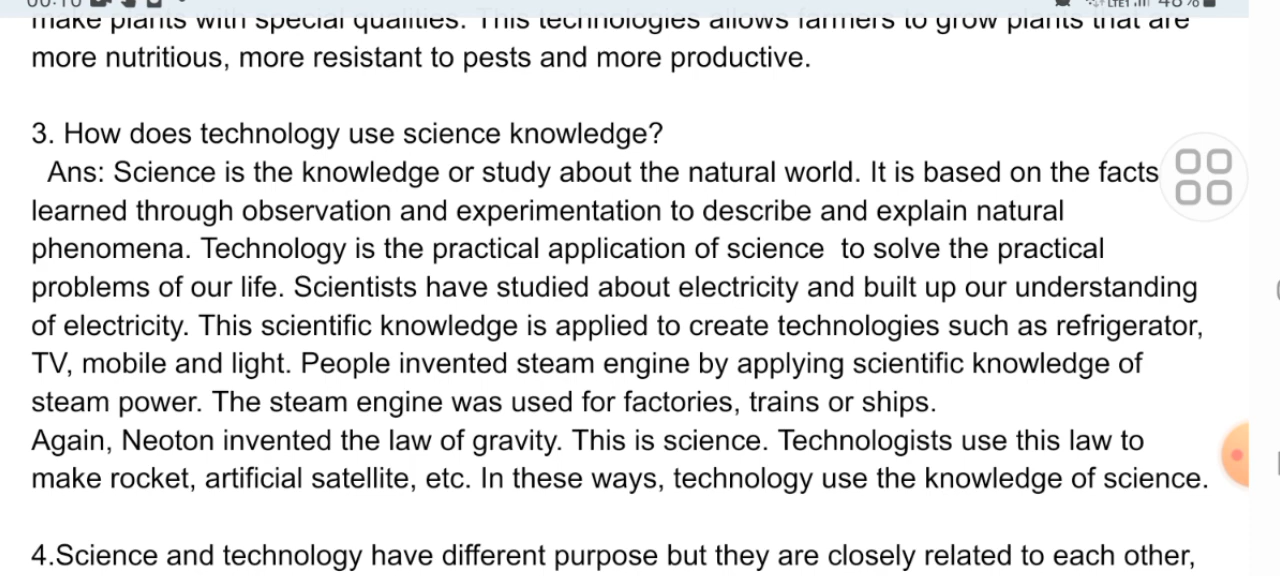 make plants with special qualities. This technologies allows farmers to grow plants that are
more nutritious, more resistant to pests and more productive.
3. How does technology use science knowledge?
Ans: Science is the knowledge or study about the natural world. It is based on the facts
learned through observation and experimentation to describe and explain natural
phenomena. Technology is the practical application of science to solve the practical
problems of our life. Scientists have studied about electricity and built up our understanding
of electricity. This scientific knowledge is applied to create technologies such as refrigerator,
TV, mobile and light. People invented steam engine by applying scientific knowledge of
steam power. The steam engine was used for factories, trains or ships.
Again, Neoton invented the law of gravity. This is science. Technologists use this law to
make rocket, artificial satellite, etc. In these ways, technology use the knowledge of science.
4.Science and technology have different purpose but they are closely related to each other,